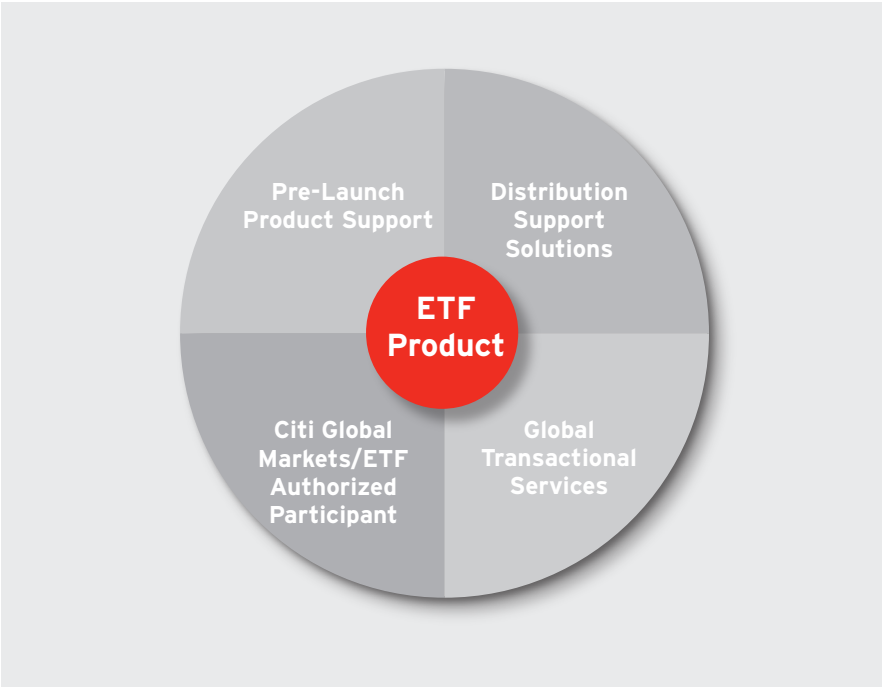 Pre-Launch
Product Support
Distribution
Support
Solutions
ETF
Product
Citi Global
Markets/ETF
Authorized
Participant
Global
Transactional
Services